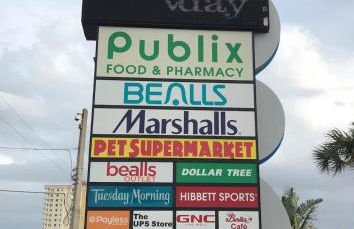 Publix
FOOD & PHARMACY
BEALLS
Marshalls.
PET SUPERMARKET
bealls
OUTLET
DOLLAR TREE
Tuesday Morning
HIBBETT SPORTS
Payless
The
UPS Store
GNC
Café